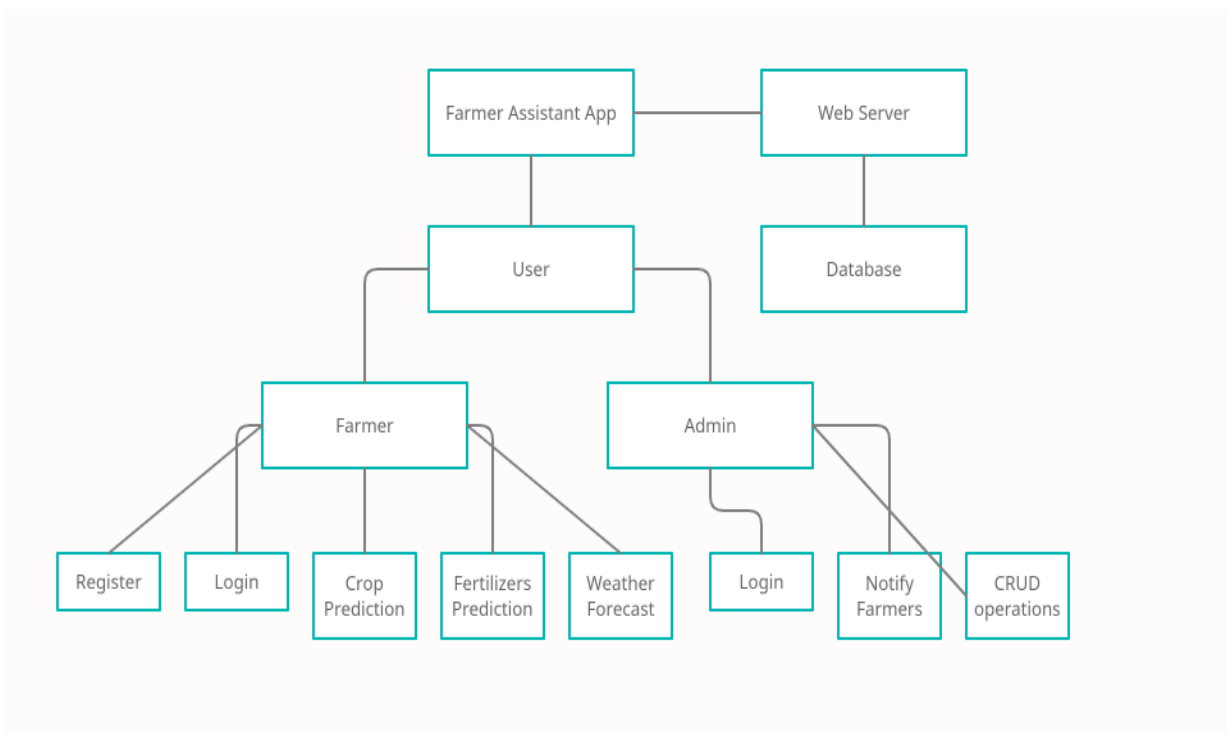 Farmer Assistant App
Web Server
User
Database
Farmer
Admin
Register
Login
Crop
Prediction
Fertilizers
Prediction
Weather
Forecast
Login
Notify
Farmers
CRUD
operations